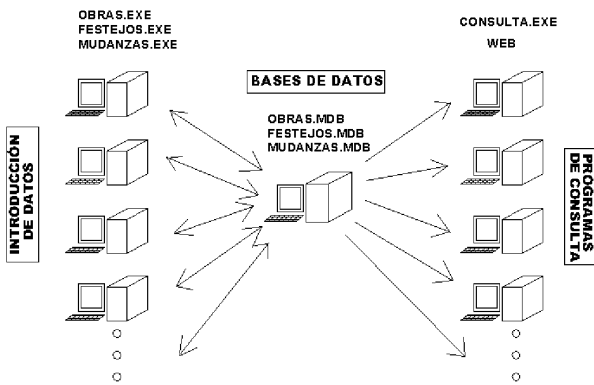 OBRAS.EXE
FESTEJOS.EXE
MUDANZAS.EXE
CONSULTA.EXE
WEB
BASES DE DATOS
OBRAS.MDB
FESTEJOS.MDB
MUDANZAS.MDB
INTRODUCCIÓN
DE DATOS
PROGRAMAS
DE CONSULTA